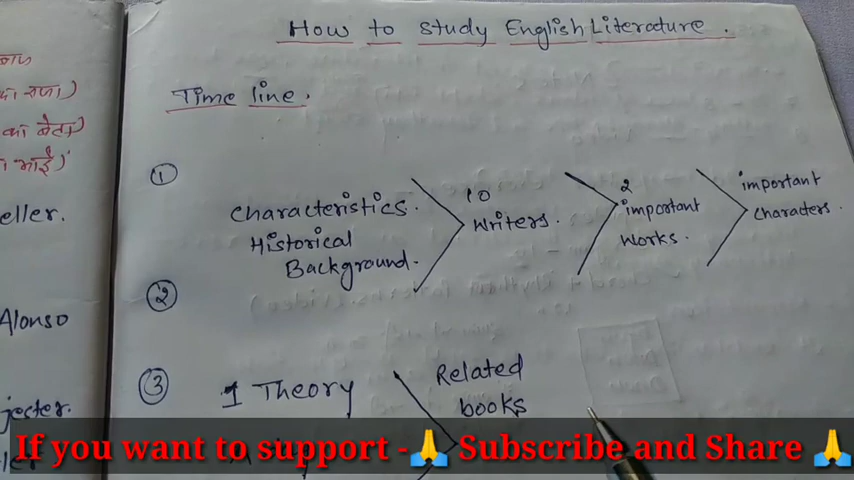 How to study English Literature .
Time line .
①
Characteristics .
Historical
Background .
10
Writers .
2
important
works .
important
characters .
②
③
1 Theory
Related
books
का बेटा)
eller.
Alonso
jester.
If you want to support -🙏 Subscribe and Share 🙏